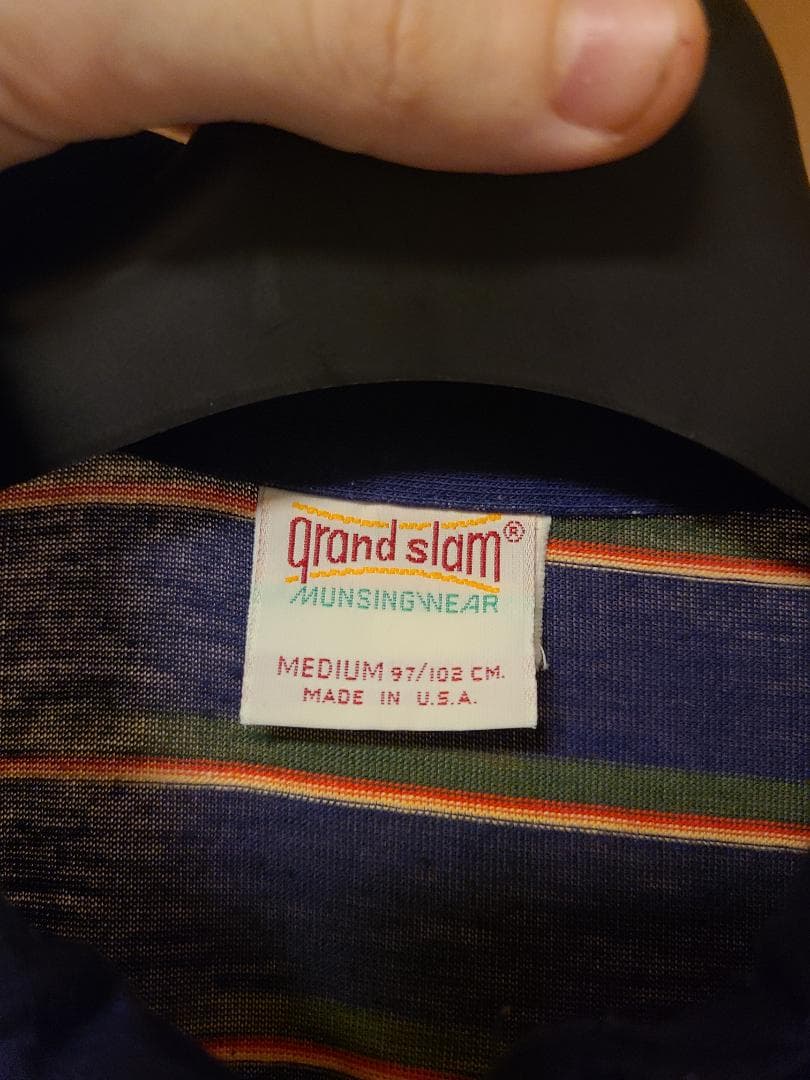 grand slam®
MUNSINGWEAR
MEDIUM 97/102 CM.
MADE IN U.S.A.